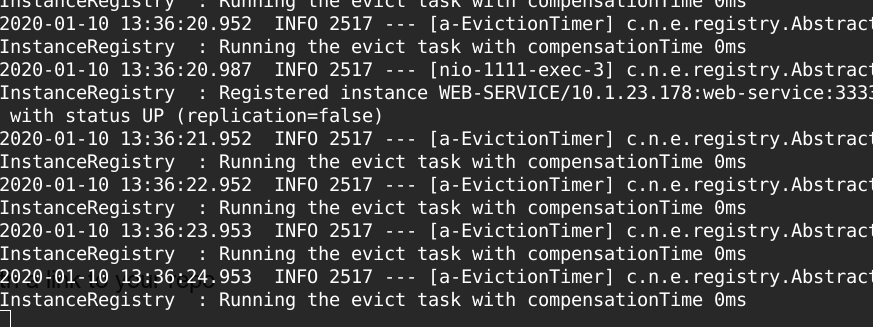 InstanceRegistry  : Running the evict task with compensationTime 0ms
2020-01-10 13:36:20.952  INFO 2517 --- [a-EvictionTimer] c.n.e.registry.Abstract
InstanceRegistry  : Running the evict task with compensationTime 0ms
2020-01-10 13:36:20.987  INFO 2517 --- [nio-1111-exec-3] c.n.e.registry.Abstract
InstanceRegistry  : Registered instance WEB-SERVICE/10.1.23.178:web-service:3333
 with status UP (replication=false)
2020-01-10 13:36:21.952  INFO 2517 --- [a-EvictionTimer] c.n.e.registry.Abstract
InstanceRegistry  : Running the evict task with compensationTime 0ms
2020-01-10 13:36:22.952  INFO 2517 --- [a-EvictionTimer] c.n.e.registry.Abstract
InstanceRegistry  : Running the evict task with compensationTime 0ms
2020-01-10 13:36:23.953  INFO 2517 --- [a-EvictionTimer] c.n.e.registry.Abstract
InstanceRegistry  : Running the evict task with compensationTime 0ms
2020-01-10 13:36:24.953  INFO 2517 --- [a-EvictionTimer] c.n.e.registry.Abstract
a link to your repo
InstanceRegistry  : Running the evict task with compensationTime 0ms